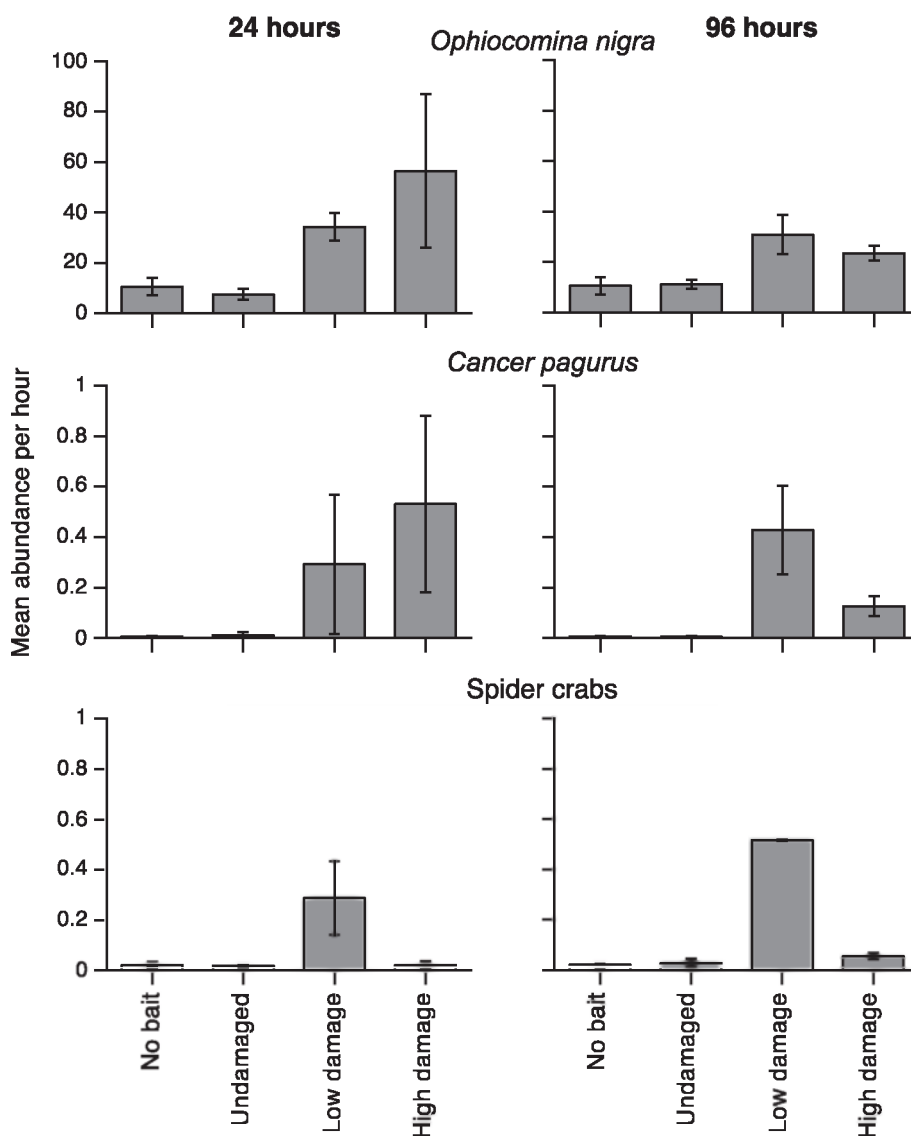 24 hours
96 hours
Ophiocomina nigra
100
80
60
40
20
0
Cancer pagurus
1
0.8
0.6
0.4
0.2
0
Mean abundance per hour
Spider crabs
1
0.8
0.6
0.4
0.2
0
No bait
Undamaged
Low damage
High damage
No bait
Undamaged
Low damage
High damage